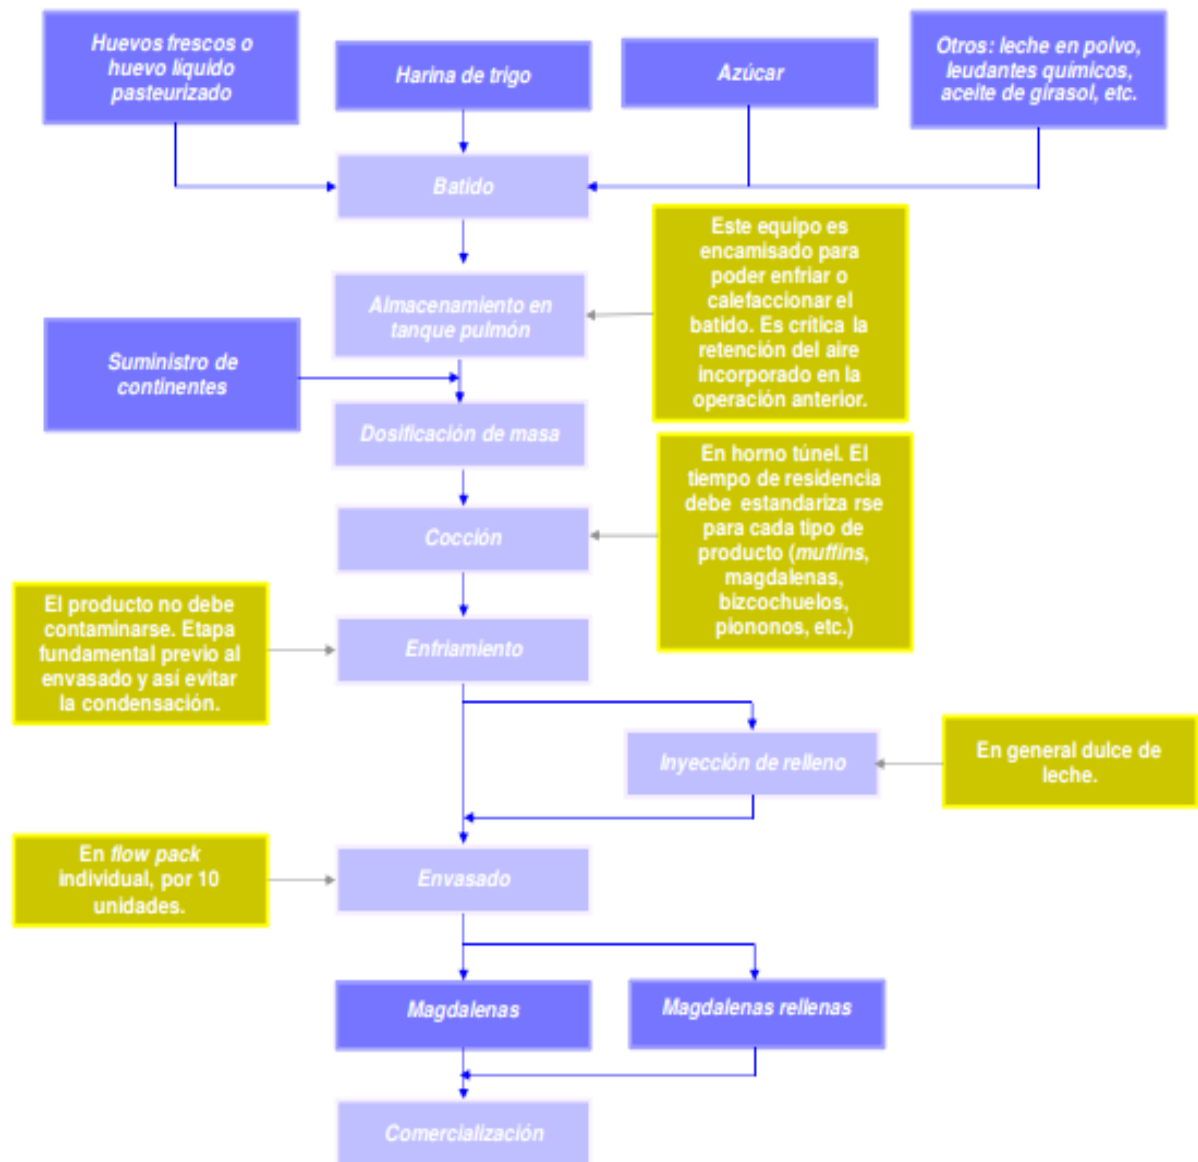 Huevos frescos o
huevo líquido
pasteurizado
Harina de trigo
Azúcar
Otros: leche en polvo,
leudantes químicos,
aceite de girasol, etc.
Batido
Este equipo es
encamisado para
poder enfriar o
calefaccionar el
batido. Es crítica la
retención del aire
incorporado en la
operación anterior.
Almacenamiento en
tanque pulmón
Suministro de
continentes
Dosificación de masa
En horno túnel. El
tiempo de residencia
debe estandariza rse
para cada tipo de
producto (muffins,
magdalenas,
bizcochuelos,
piononos, etc.)
Cocción
El producto no debe
contaminarse. Etapa
fundamental previo al
envasado y así evitar
la condensación.
Enfriamiento
Inyección de relleno
En general dulce de
leche.
En flow pack
individual, por 10
unidades.
Envasado
Magdalenas
Magdalenas rellenas
Comercialización